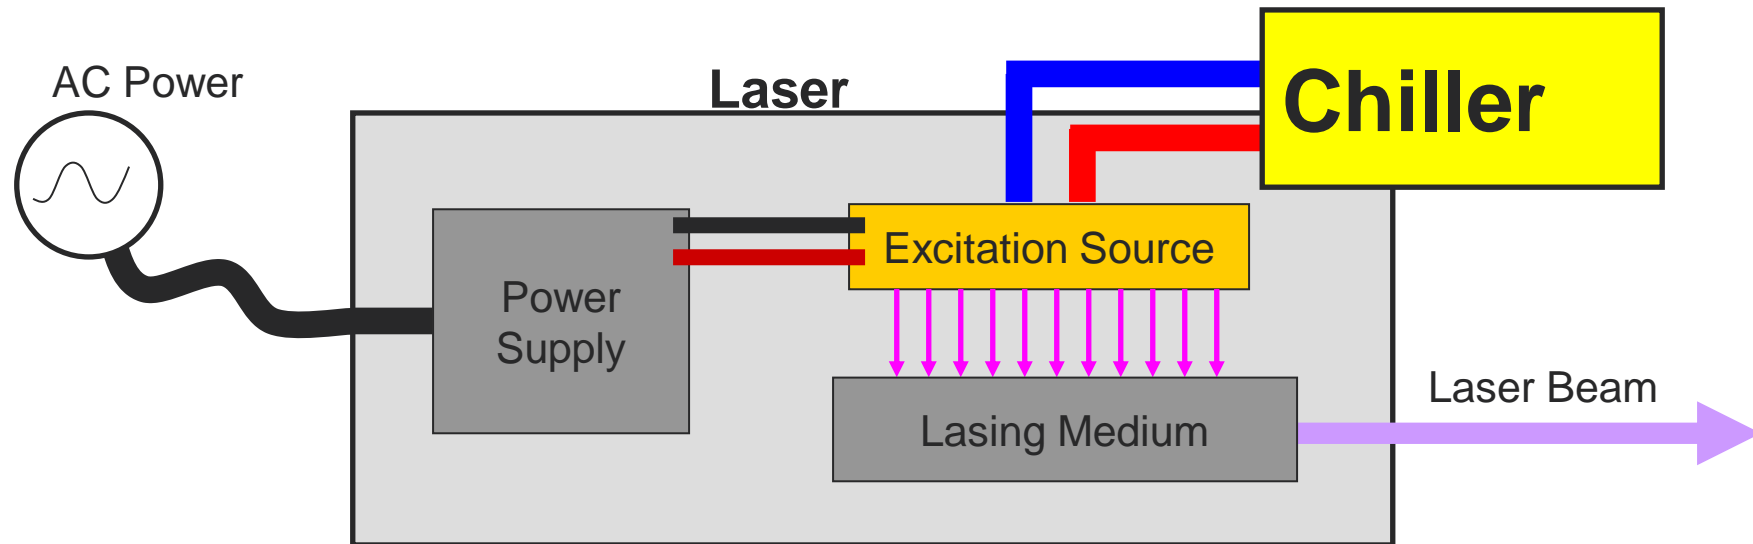 AC Power
Laser
Chiller
Excitation Source
Power
Supply
Laser Beam
Lasing Medium